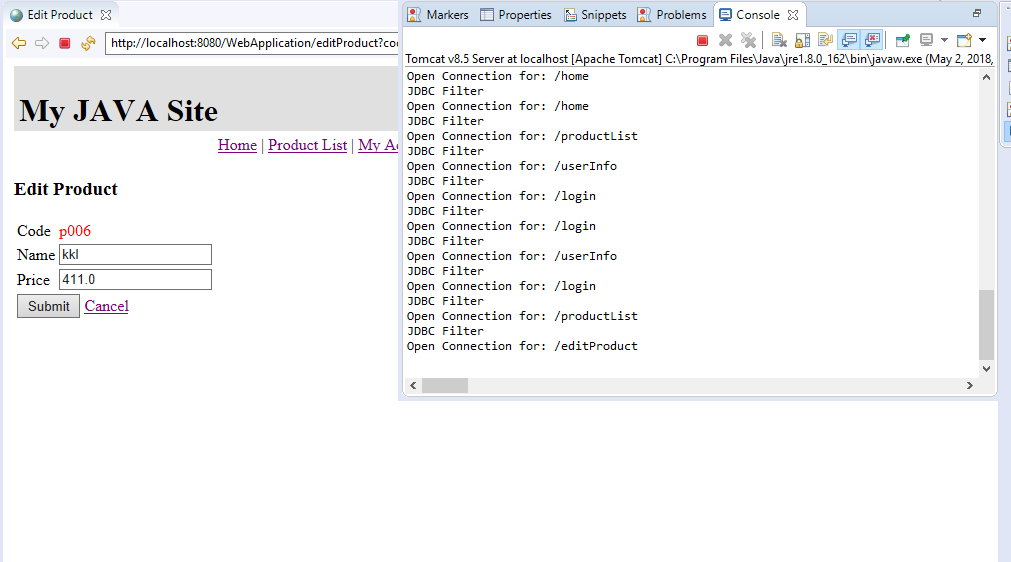 Edit Product
http://localhost:8080/WebApplication/editProduct?co
My JAVA Site
Home | Product List | My A
Edit Product
Code p006
Name kkl
Price 411.0
Submit Cancel
Markers Properties Snippets Problems Console
Tomcat v8.5 Server at localhost [Apache Tomcat] C:\Program Files\Java\jre1.8.0_162\bin\javaw.exe (May 2, 2018,
Open Connection for: /home
JDBC Filter
Open Connection for: /home
JDBC Filter
Open Connection for: /productList
JDBC Filter
Open Connection for: /userInfo
JDBC Filter
Open Connection for: /login
JDBC Filter
Open Connection for: /login
JDBC Filter
Open Connection for: /userInfo
JDBC Filter
Open Connection for: /login
JDBC Filter
Open Connection for: /productList
JDBC Filter
Open Connection for: /editProduct